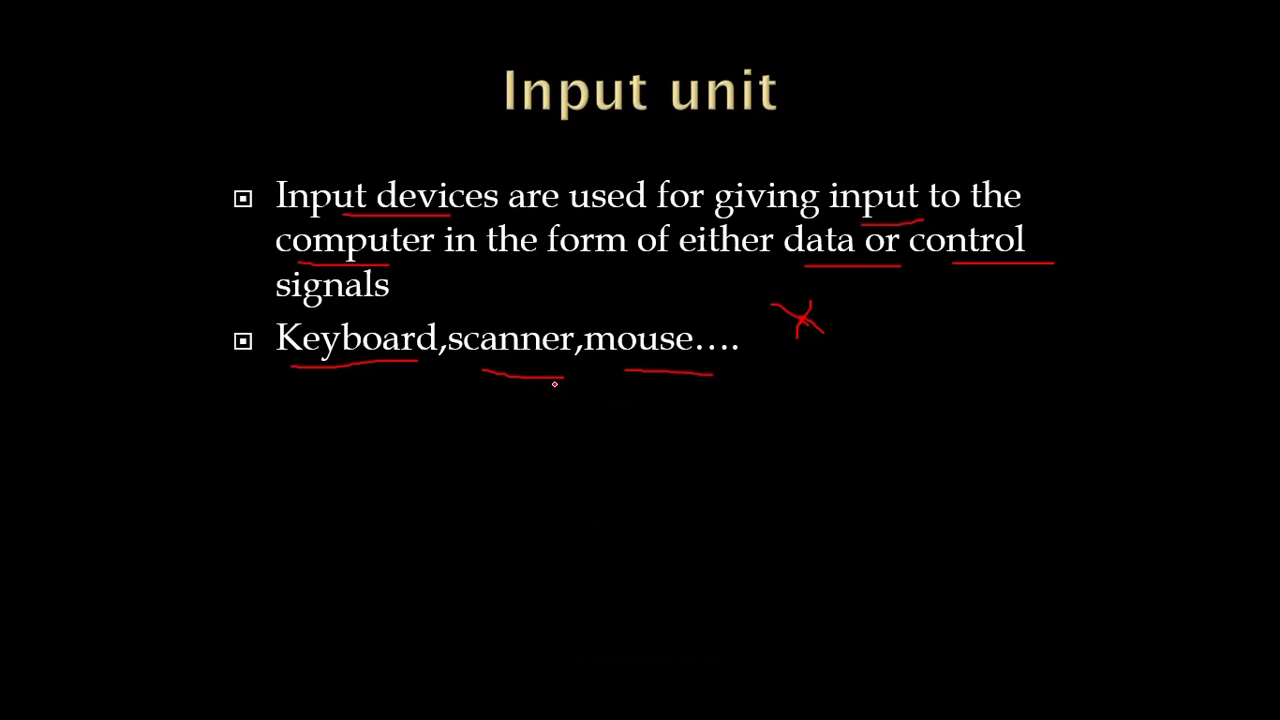 Input unit
Input devices are used for giving input to the
computer in the form of either data or control
signals
Keyboard,scanner,mouse….